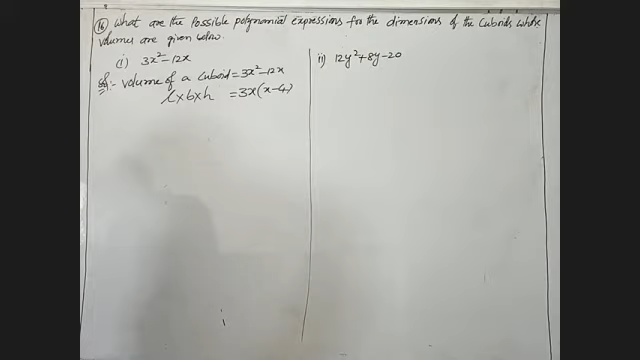 16 What are the Possible polynomial expressions for the dimensions of the Cuboids whose
volumes are given below.
(i) 3x²-12x
Sol:- Volume of a Cuboid = 3x²-12x
l×b×h = 3x(x-4)
ii) 12y²+8y-20